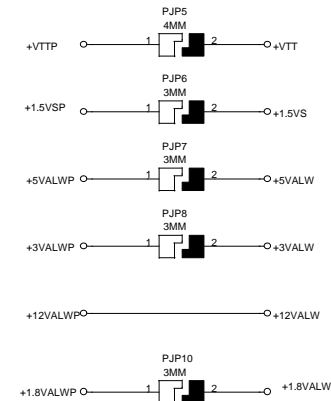 PJP5
4MM
+VTTP 1 2 +VTT
PJP6
3MM
+1.5VSP 1 2 +1.5VS
PJP7
3MM
+5VALWP 1 2 +5VALW
PJP8
3MM
+3VALWP 1 2 +3VALW
+12VALWP +12VALW
PJP10
3MM
+1.8VALWP 1 2 +1.8VALW